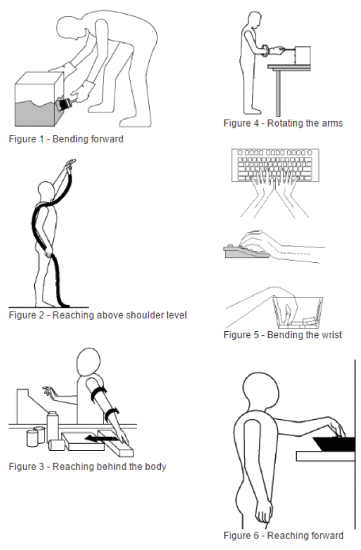 Figure 1 - Bending forward
Figure 2 - Reaching above shoulder level
Figure 3 - Reaching behind the body
Figure 4 - Rotating the arms
Figure 5 - Bending the wrist
Figure 6 - Reaching forward